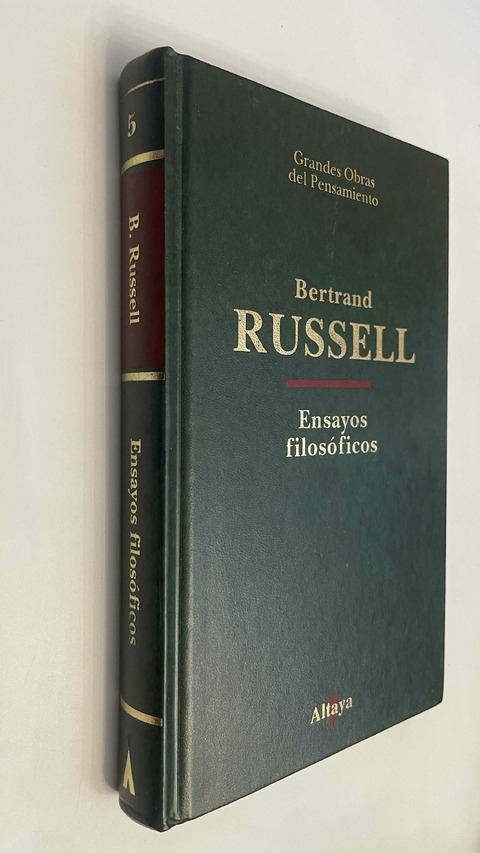 5
B. Russell
Ensayos filosóficos
Grandes Obras
del Pensamiento
Bertrand
RUSSELL
Ensayos
filosóficos
Altaya